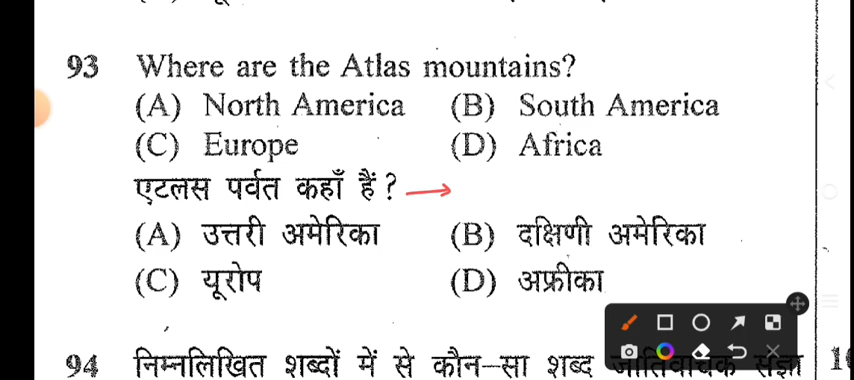 93 Where are the Atlas mountains?
(A) North America (B) South America
(C) Europe (D) Africa
एटलस पर्वत कहाँ हैं ?
(A) उत्तरी अमेरिका (B) दक्षिणी अमेरिका
(C) यूरोप (D) अफ्रीका
94 निम्नलिखित शब्दों में से कौन-सा शब्द जातिवाचक संज्ञा